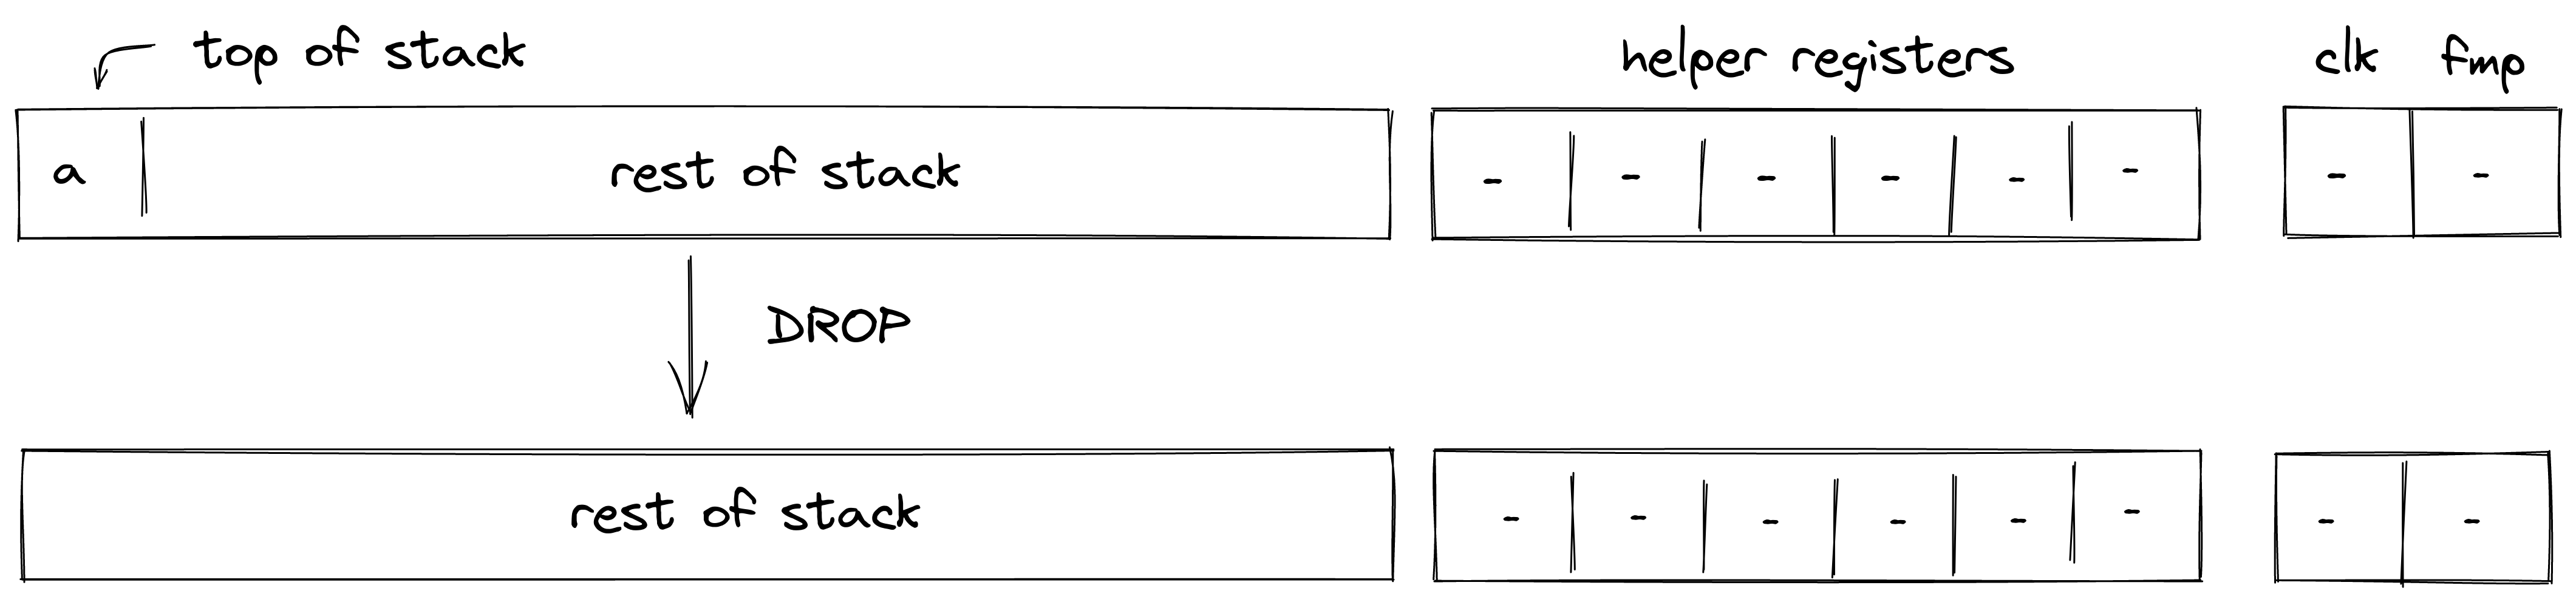 top of stack helper registers clk fmp
a rest of stack - - - - - - - -
DROP
rest of stack - - - - - - - -